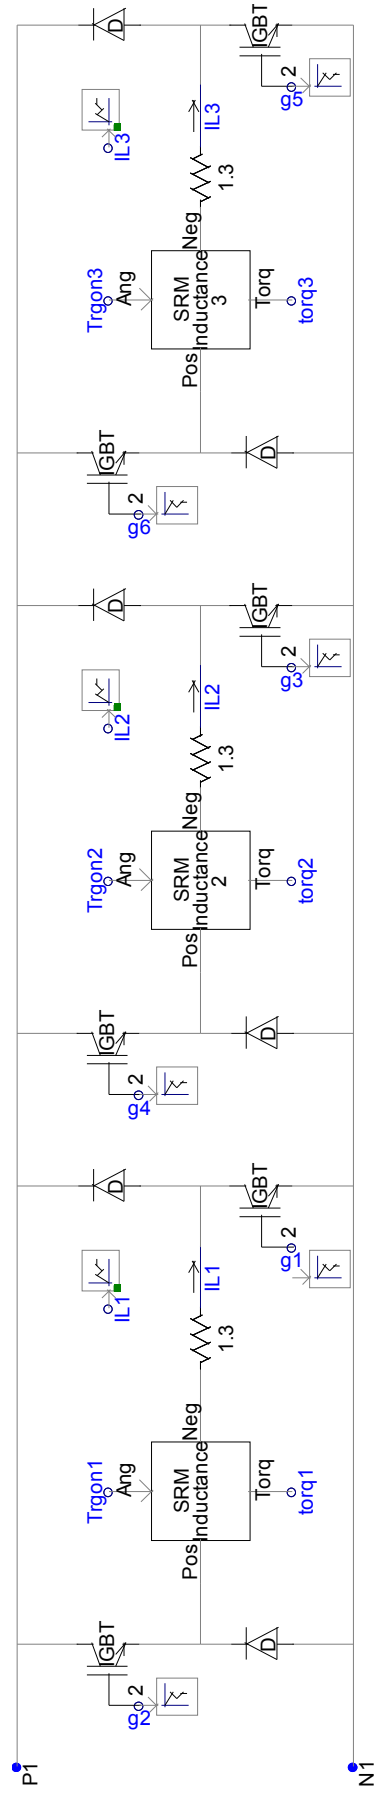 P1
N1
g2
2
IGBT
D
Trgon1
Ang
SRM
Inductance
Pos
Neg
Torq
torq1
1.3
IL1
IL1
D
IGBT
2
g1
g4
2
IGBT
D
Trgon2
Ang
SRM
2
Inductance
Pos
Neg
Torq
torq2
1.3
IL2
IL2
D
IGBT
2
g3
g6
2
IGBT
D
Trgon3
Ang
SRM
3
Inductance
Pos
Neg
Torq
torq3
1.3
IL3
IL3
D
IGBT
2
g5